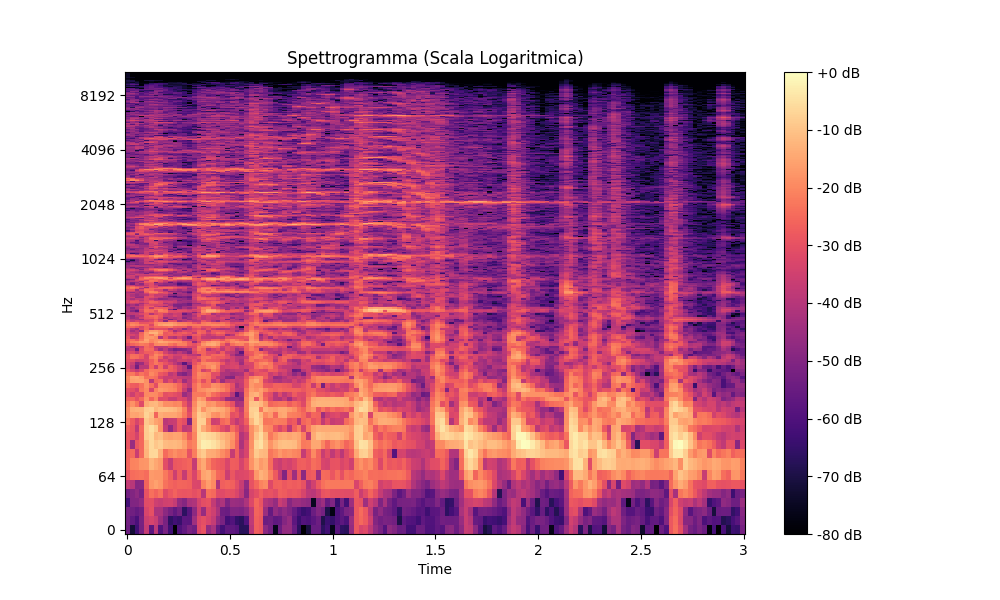 Spettrogramma (Scala Logaritmica)
Hz
8192
4096
2048
1024
512
256
128
64
0
0
0.5
1
1.5
2
2.5
3
Time
+0 dB
-10 dB
-20 dB
-30 dB
-40 dB
-50 dB
-60 dB
-70 dB
-80 dB